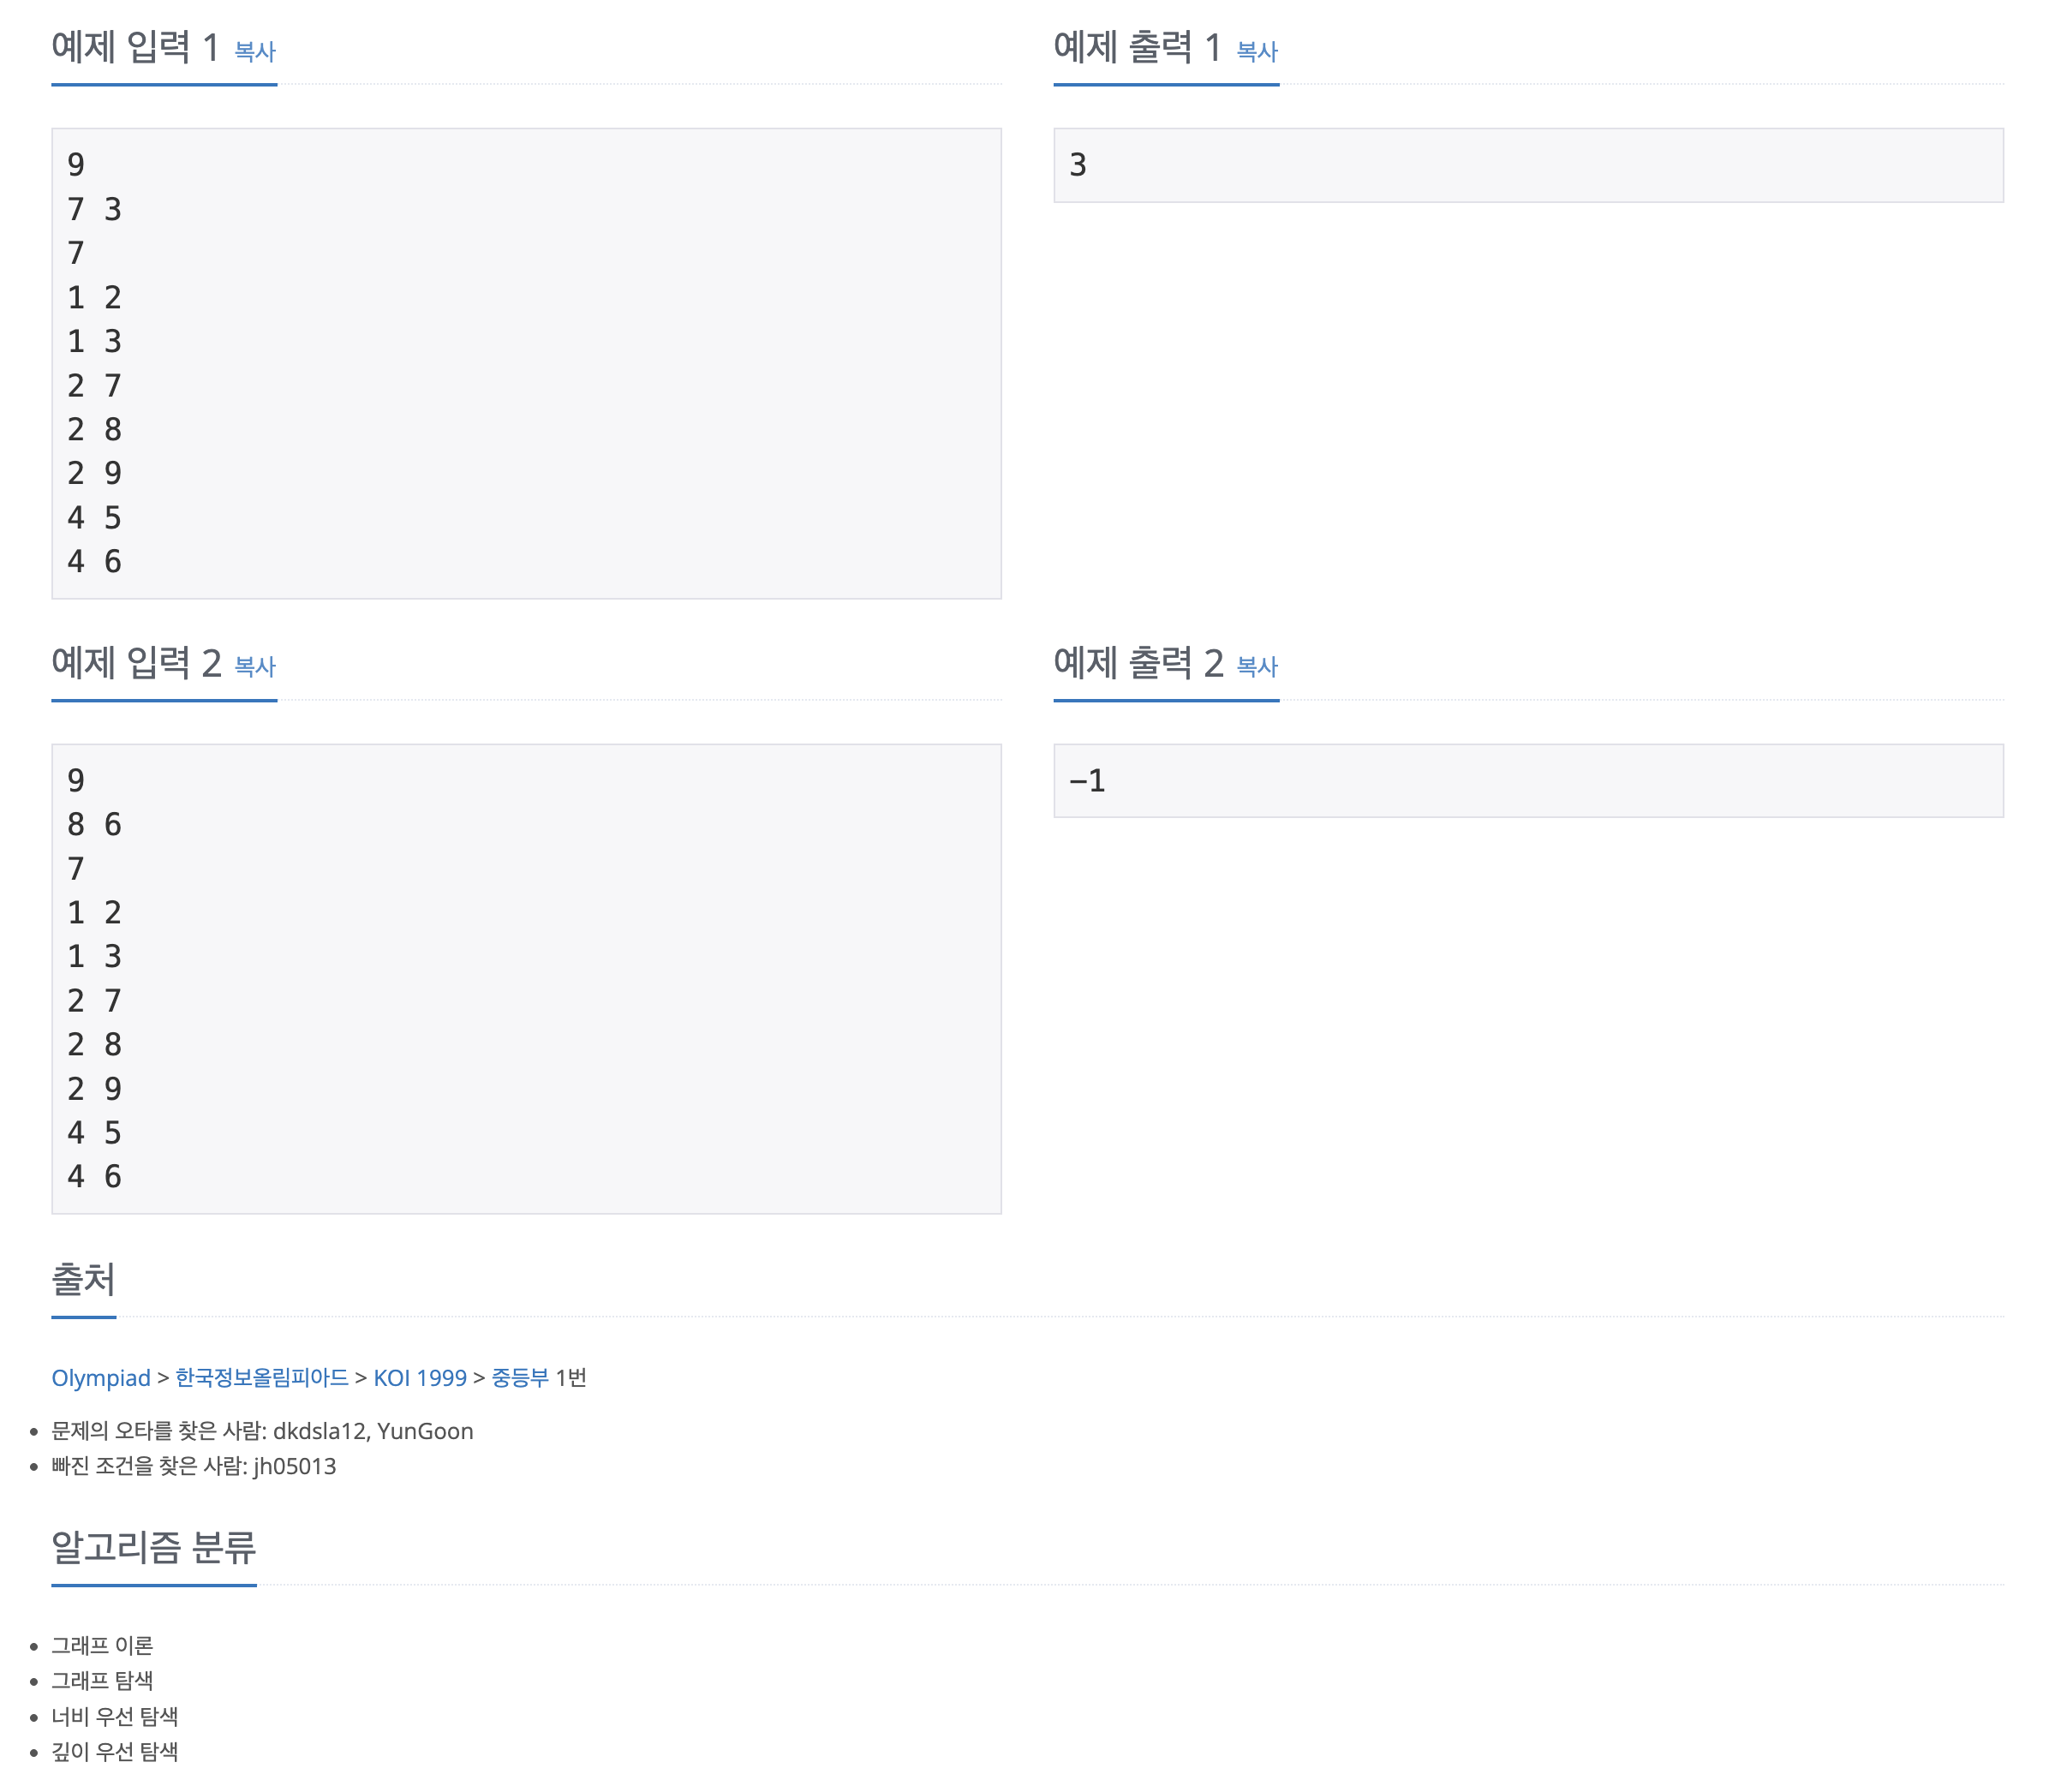 예제 입력 1 복사
9
7 3
7
1 2
1 3
2 7
2 8
2 9
4 5
4 6
예제 출력 1 복사
3
예제 입력 2 복사
9
8 6
7
1 2
1 3
2 7
2 8
2 9
4 5
4 6
예제 출력 2 복사
-1
출처
Olympiad > 한국정보올림피아드 > KOI 1999 > 중등부 1번
문제의 오타를 찾은 사람: dkdsla12, YunGoon
빠진 조건을 찾은 사람: jh05013
알고리즘 분류
그래프 이론
그래프 탐색
너비 우선 탐색
깊이 우선 탐색